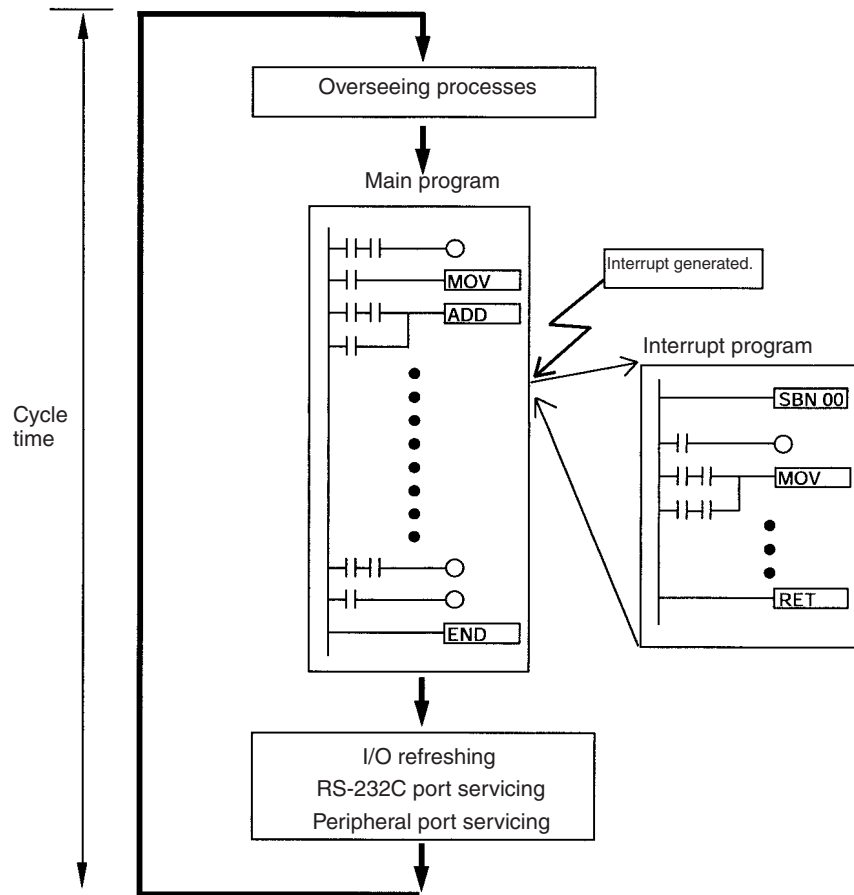 Overseeing processes
Main program
MOV
ADD
END
Interrupt generated.
Interrupt program
SBN 00
MOV
RET
Cycle
time
I/O refreshing
RS-232C port servicing
Peripheral port servicing